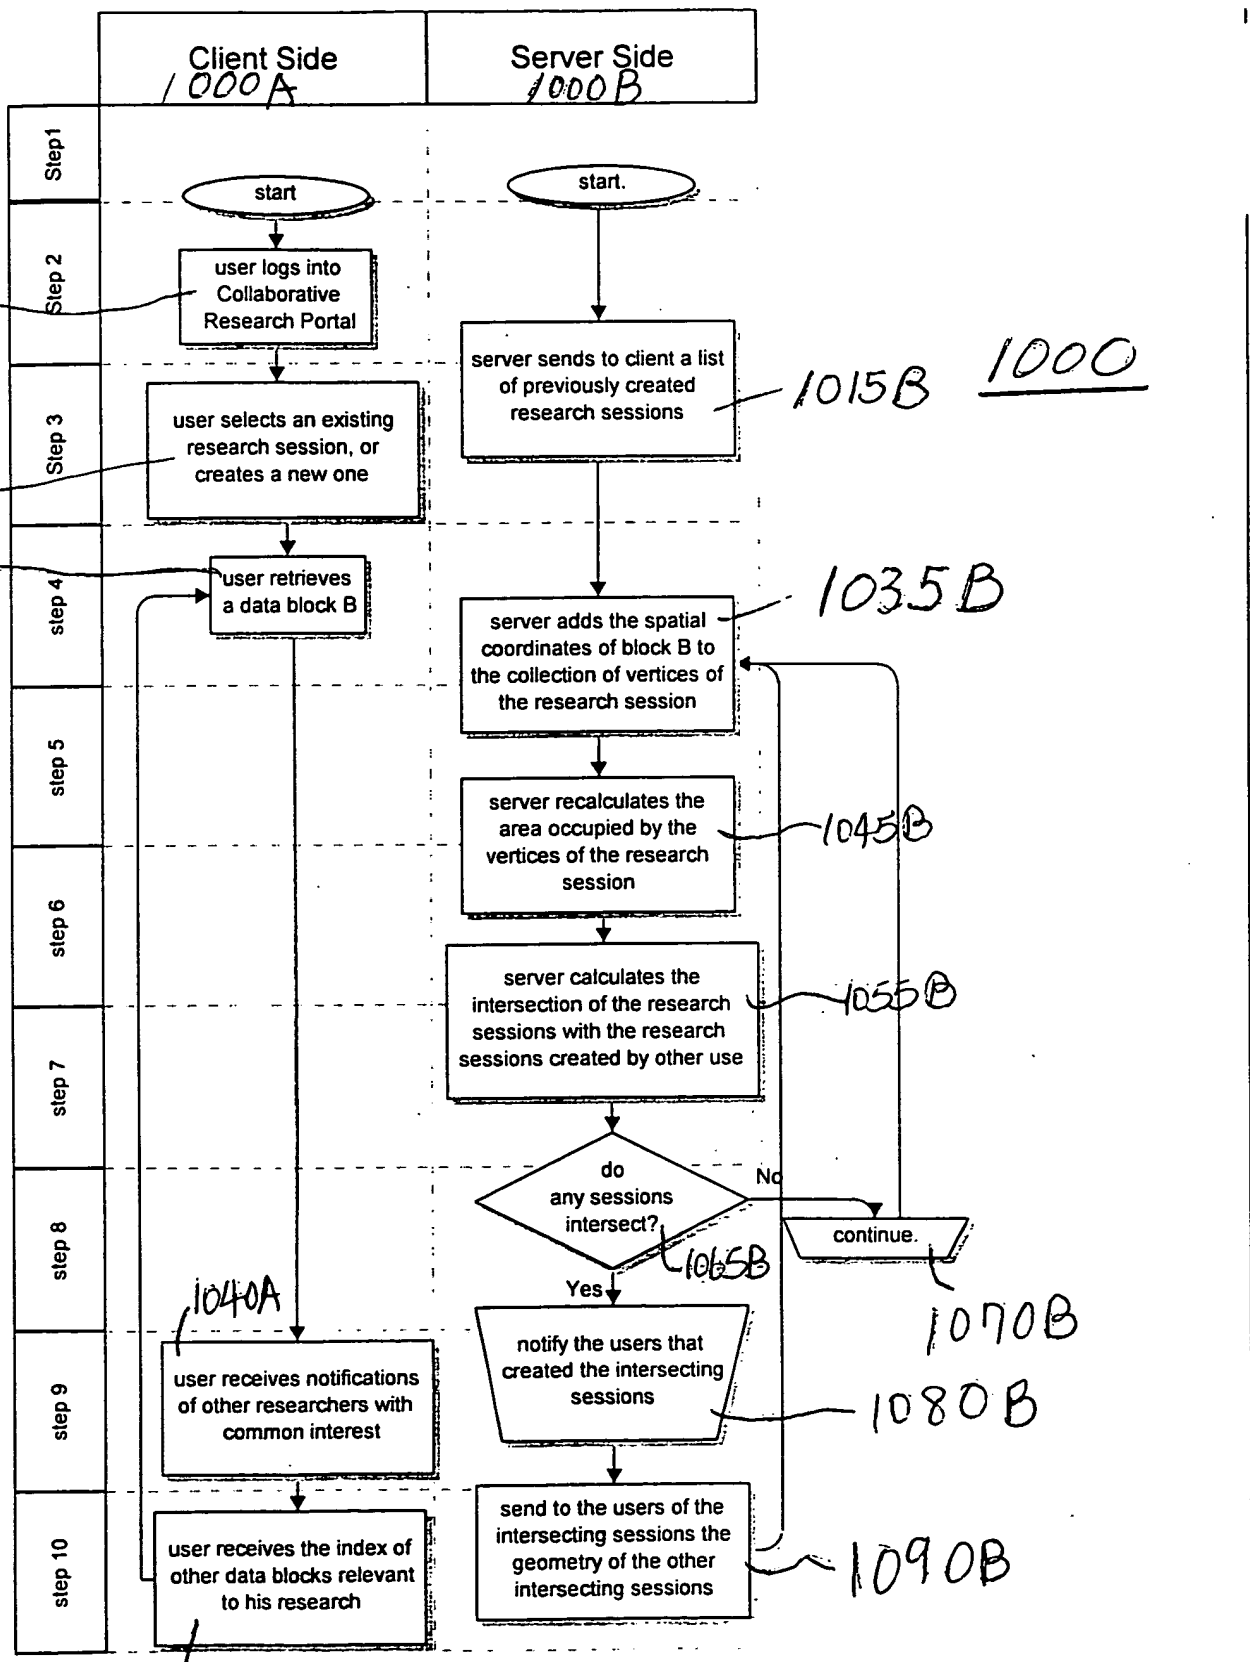 Client Side
1000A
Server Side
1000B
Step1
start
start.
Step 2
user logs into
Collaborative
Research Portal
server sends to client a list
of previously created
research sessions
1015B
1000
Step 3
user selects an existing
research session, or
creates a new one
step 4
user retrieves
a data block B
server adds the spatial
coordinates of block B to
the collection of vertices of
the research session
1035B
step 5
server recalculates the
area occupied by the
vertices of the research
session
1045B
step 6
server calculates the
intersection of the research
sessions with the research
sessions created by other use
1055B
step 7
do
any sessions
intersect?
No
1065B
step 8
continue.
1070B
Yes
1040A
step 9
user receives notifications
of other researchers with
common interest
notify the users that
created the intersecting
sessions
1080B
step 10
user receives the index of
other data blocks relevant
to his research
send to the users of the
intersecting sessions the
geometry of the other
intersecting sessions
1090B